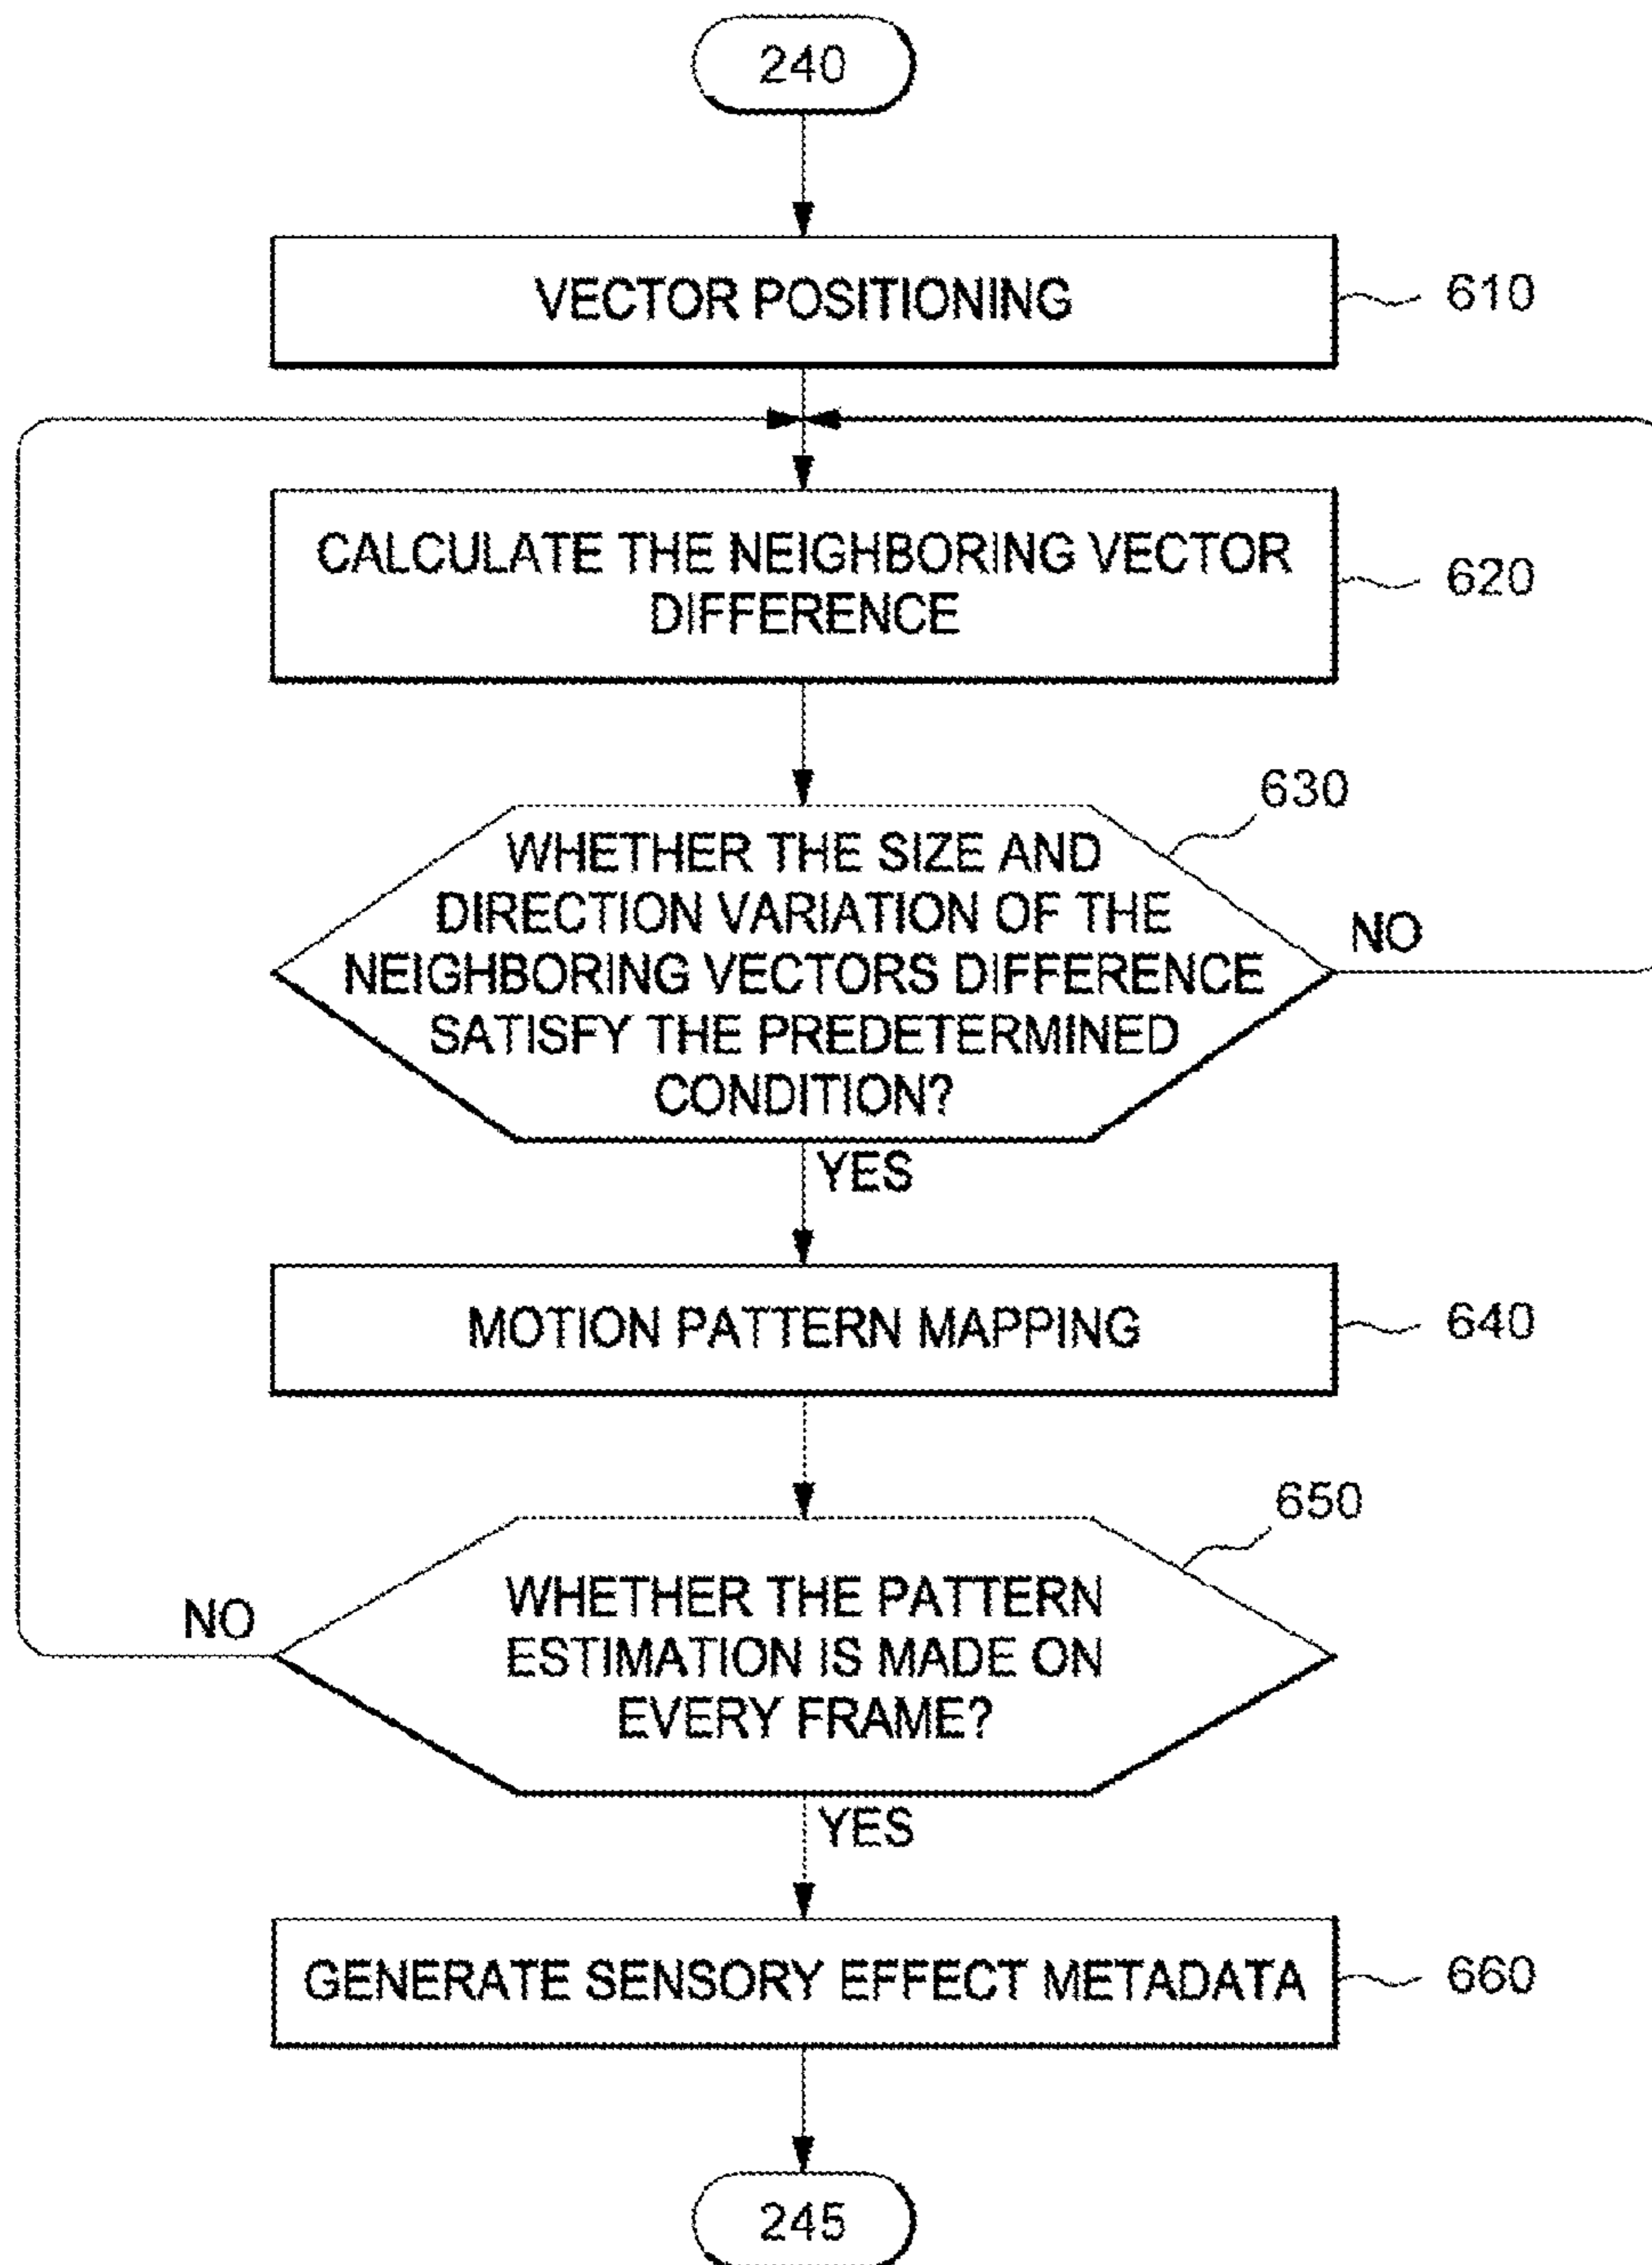 240
VECTOR POSITIONING
610
CALCULATE THE NEIGHBORING VECTOR
DIFFERENCE
620
630
WHETHER THE SIZE AND
DIRECTION VARIATION OF THE
NEIGHBORING VECTORS DIFFERENCE
SATISFY THE PREDETERMINED
CONDITION?
NO
YES
MOTION PATTERN MAPPING
640
650
WHETHER THE PATTERN
ESTIMATION IS MADE ON
EVERY FRAME?
NO
YES
GENERATE SENSORY EFFECT METADATA
660
245